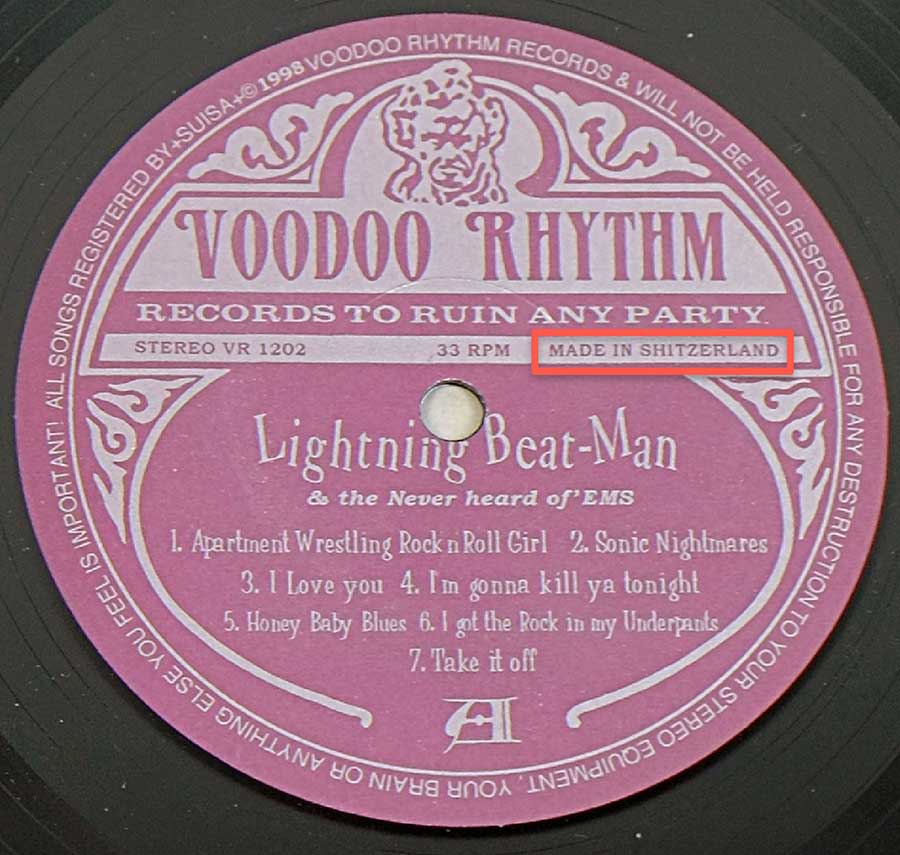 VOODOO RHYTHM
RECORDS TO RUIN ANY PARTY.
STEREO VR 1202 33 RPM MADE IN SHITZERLAND
Lightning Beat-Man
& the Never heard of'EMS
1. Apartment Wrestling Rock n Roll Girl 2. Sonic Nightmares
3. I Love you 4. I'm gonna kill ya tonight
5. Honey Baby Blues 6. I got the Rock in my Underpants
7. Take it off
A
©1998 VOODOO RHYTHM RECORDS & WILL NOT BE HELD RESPONSIBLE FOR ANY DESTRUCTION TO YOUR STEREO EQUIPMENT, YOUR BRAIN OR ANYTHING ELSE YOU FEEL IS IMPORTANT! ALL SONGS REGISTERED BY +SUISA+